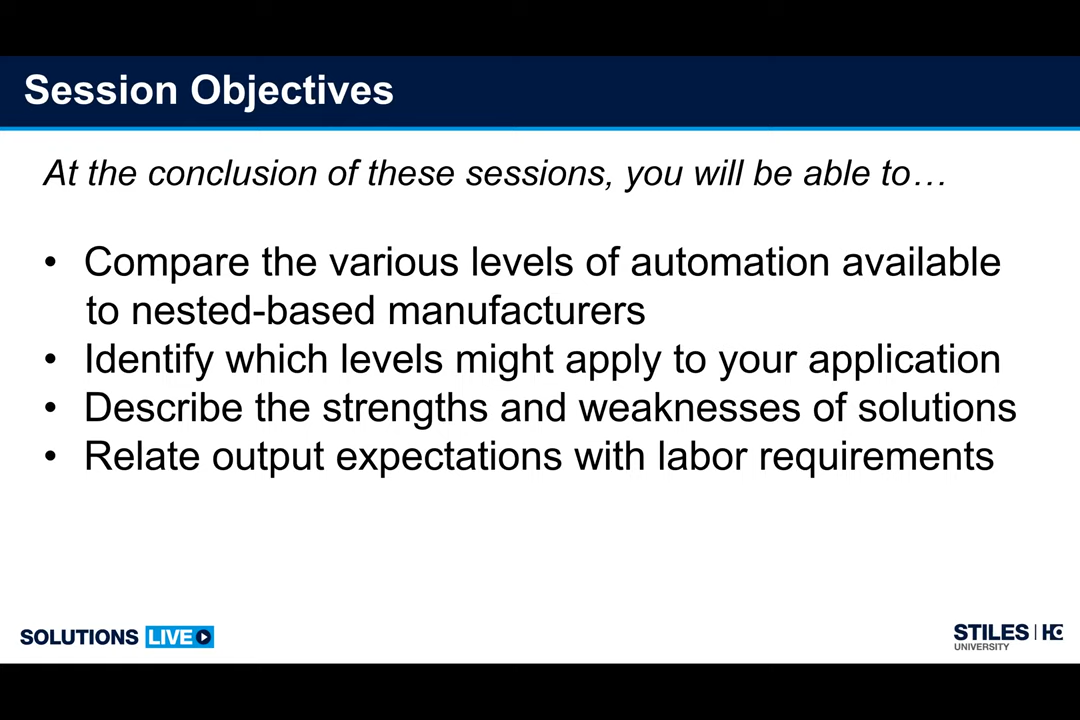 Session Objectives
At the conclusion of these sessions, you will be able to…
• Compare the various levels of automation available
to nested-based manufacturers
• Identify which levels might apply to your application
• Describe the strengths and weaknesses of solutions
• Relate output expectations with labor requirements
SOLUTIONS LIVE
STILES | HC
UNIVERSITY